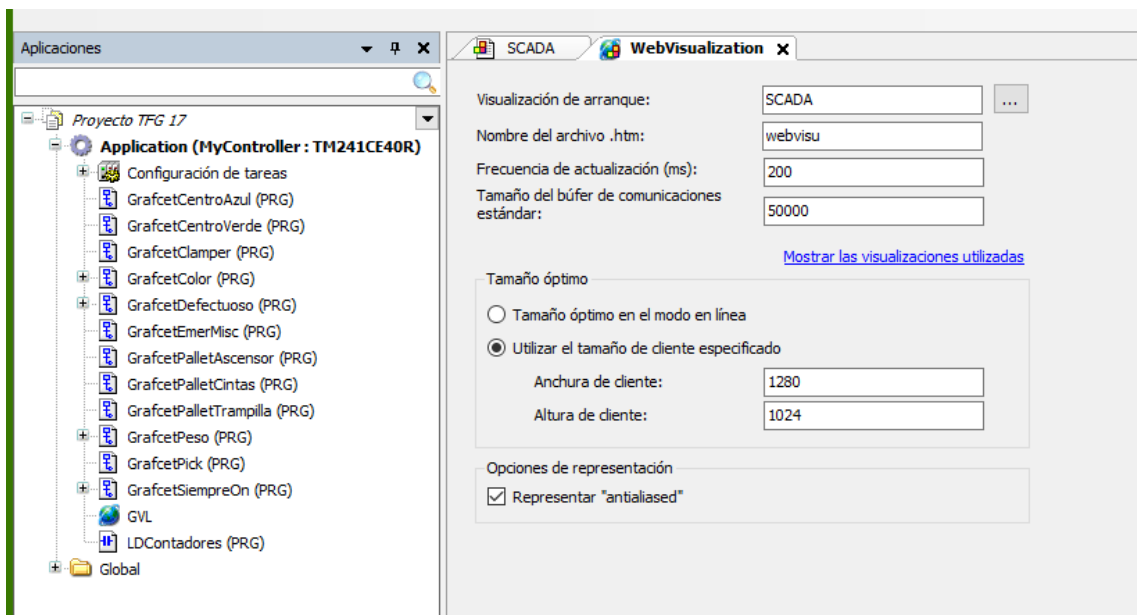 Aplicaciones
Proyecto TFG 17
Application (MyController : TM241CE40R)
Configuración de tareas
GrafcetCentroAzul (PRG)
GrafcetCentroVerde (PRG)
GrafcetClamper (PRG)
GrafcetColor (PRG)
GrafcetDefectuoso (PRG)
GrafcetEmerMisc (PRG)
GrafcetPalletAscensor (PRG)
GrafcetPalletCintas (PRG)
GrafcetPalletTrampilla (PRG)
GrafcetPeso (PRG)
GrafcetPick (PRG)
GrafcetSiempreOn (PRG)
GVL
LDContadores (PRG)
Global
SCADA
WebVisualization
Visualización de arranque:
SCADA
...
Nombre del archivo .htm:
webvisu
Frecuencia de actualización (ms):
200
Tamaño del búfer de comunicaciones
estándar:
50000
Mostrar las visualizaciones utilizadas
Tamaño óptimo
Tamaño óptimo en el modo en línea
Utilizar el tamaño de cliente especificado
Anchura de cliente:
1280
Altura de cliente:
1024
Opciones de representación
Representar "antialiased"